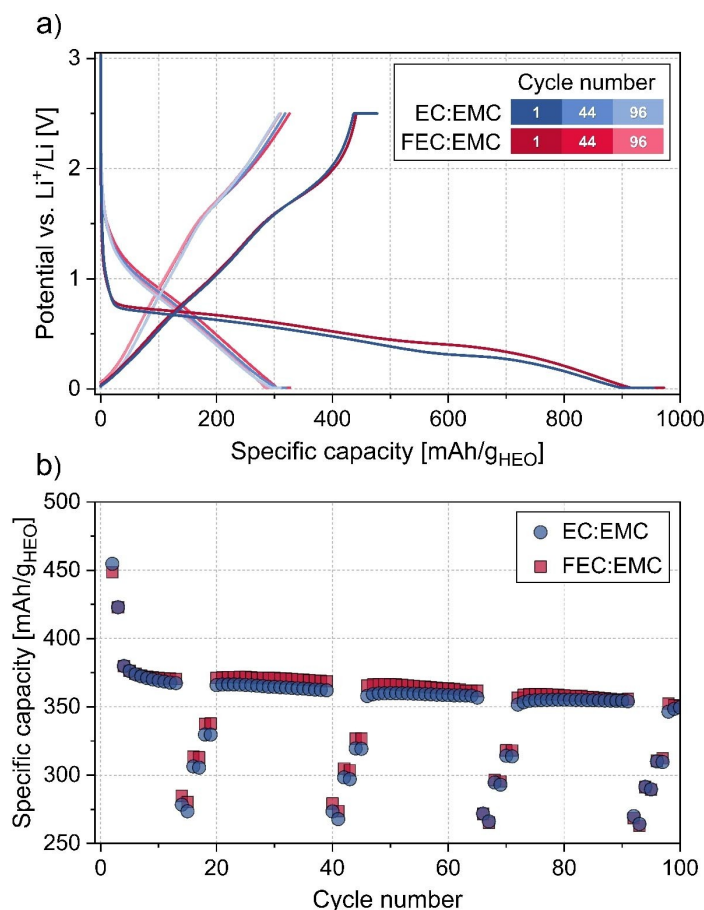 a)
3
2
1
0
Potential vs. Li⁺/Li [V]
Cycle number
EC:EMC 1 44 96
FEC:EMC 1 44 96
0 200 400 600 800 1000
Specific capacity [mAh/gHEO]
b)
500
450
400
350
300
250
Specific capacity [mAh/gHEO]
EC:EMC
FEC:EMC
0 20 40 60 80 100
Cycle number